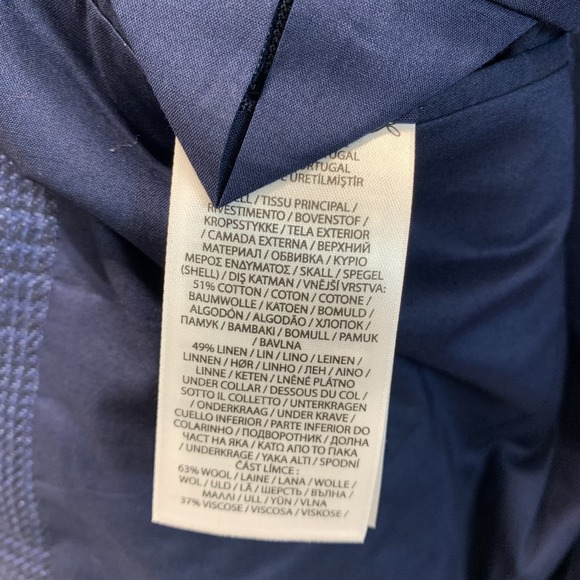 PORTUGAL
PORTUGAL
ÜRETİLMİŞTİR
/ TISSU PRINCIPAL /
RIVESTIMENTO / BOVENSTOF /
KROPSSTYKKE / TELA EXTERIOR
/ CAMADA EXTERNA / ВЕРХНИЙ
МАТЕРИАЛ / ОБВИВКА / ΚΥΡΙΟ
ΜΕΡΟΣ ΕΝΔΥΜΑΤΟΣ / SKALL / SPEGEL
(SHELL) / DIŞ KATMAN / VNĚJŠÍ VRSTVA:
51% COTTON / COTON / COTONE /
BAUMWOLLE / KATOEN / BOMULD /
ALGODÓN / ALGODÃO / ХЛОПОК /
ПАМУК / ΒΑΜΒΑΚΙ / BOMULL / PAMUK
/ BAVLNA
49% LINEN / LIN / LINO / LEINEN /
LINNEN / HØR / LINHO / ЛЕН / ΛΙΝΟ /
LINNE / KETEN / LNĚNÉ PLÁTNO
UNDER COLLAR / DESSOUS DU COL /
SOTTO IL COLLETTO / UNTERKRAGEN
/ ONDERKRAAG / UNDER KRAVE /
CUELLO INFERIOR / PARTE INFERIOR DO
COLARINHO / ПОДВОРОТНИК / ДОЛНА
ЧАСТ НА ЯКА / ΚΑΤΩ ΑΠΟ ΤΟ ΓΙΑΚΑ
/ UNDERKRAGE / YAKA ALTI / SPODNÍ
ČÁST LÍMCE :
63% WOOL / LAINE / LANA / WOLLE /
WOL / ULD / LÃ / ШЕРСТЬ / ВЪЛНА /
ΜΑΛΛΙ / ULL / YÜN / VLNA
37% VISCOSE / VISCOSA / VISKOSE /